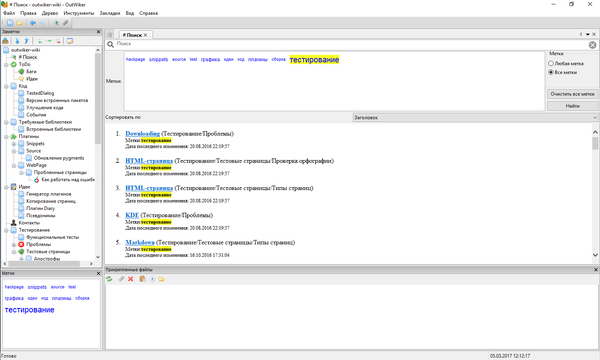 # Поиск - outwiker-wiki - OutWiker
Файл Правка Дерево Инструменты Закладки Вид Справка
Заметки
outwiker-wiki
# Поиск
ToDo
Баги
Идеи
Код
TestedDialog
Версии встроенных пакетов
Улучшение кода
События
Требуемые библиотеки
Встроенные библиотеки
Плагины
Snippets
Source
Обновление pygments
WebPage
Проблемные страницы
Как работать над ошибк
Идеи
Генератор плагинов
Копирование страниц
Плагин Diary
Псевдонимы
Контакты
Тестирование
Функциональные тесты
Проблемы
Тестовые страницы
Апострофы
Метки
hackpage snippets source test
графика идеи код плагины сборка
тестирование
# Поиск
Поиск
Метки:
hackpage snippets source test графика идеи код плагины сборка тестирование
Метки
Любая метка
Все метки
Очистить все метки
Найти
Сортировать по
Заголовок
1. Downloading (Тестирование/Проблемы)
Метки: тестирование
Дата последнего изменения: 20.08.2016 22:19:57
2. HTML-страница (Тестирование/Тестовые страницы/Проверка орфографии)
Метки: тестирование
Дата последнего изменения: 20.08.2016 22:19:57
3. HTML-страница (Тестирование/Тестовые страницы/Типы страниц)
Метки: тестирование
Дата последнего изменения: 20.08.2016 22:19:57
4. KDE (Тестирование/Проблемы)
Метки: тестирование
Дата последнего изменения: 20.08.2016 22:19:57
5. Markdown (Тестирование/Тестовые страницы/Типы страниц)
Метки: тестирование
Дата последнего изменения: 16.10.2016 17:31:04
Прикрепленные файлы
Готово
05.03.2017 12:12:17